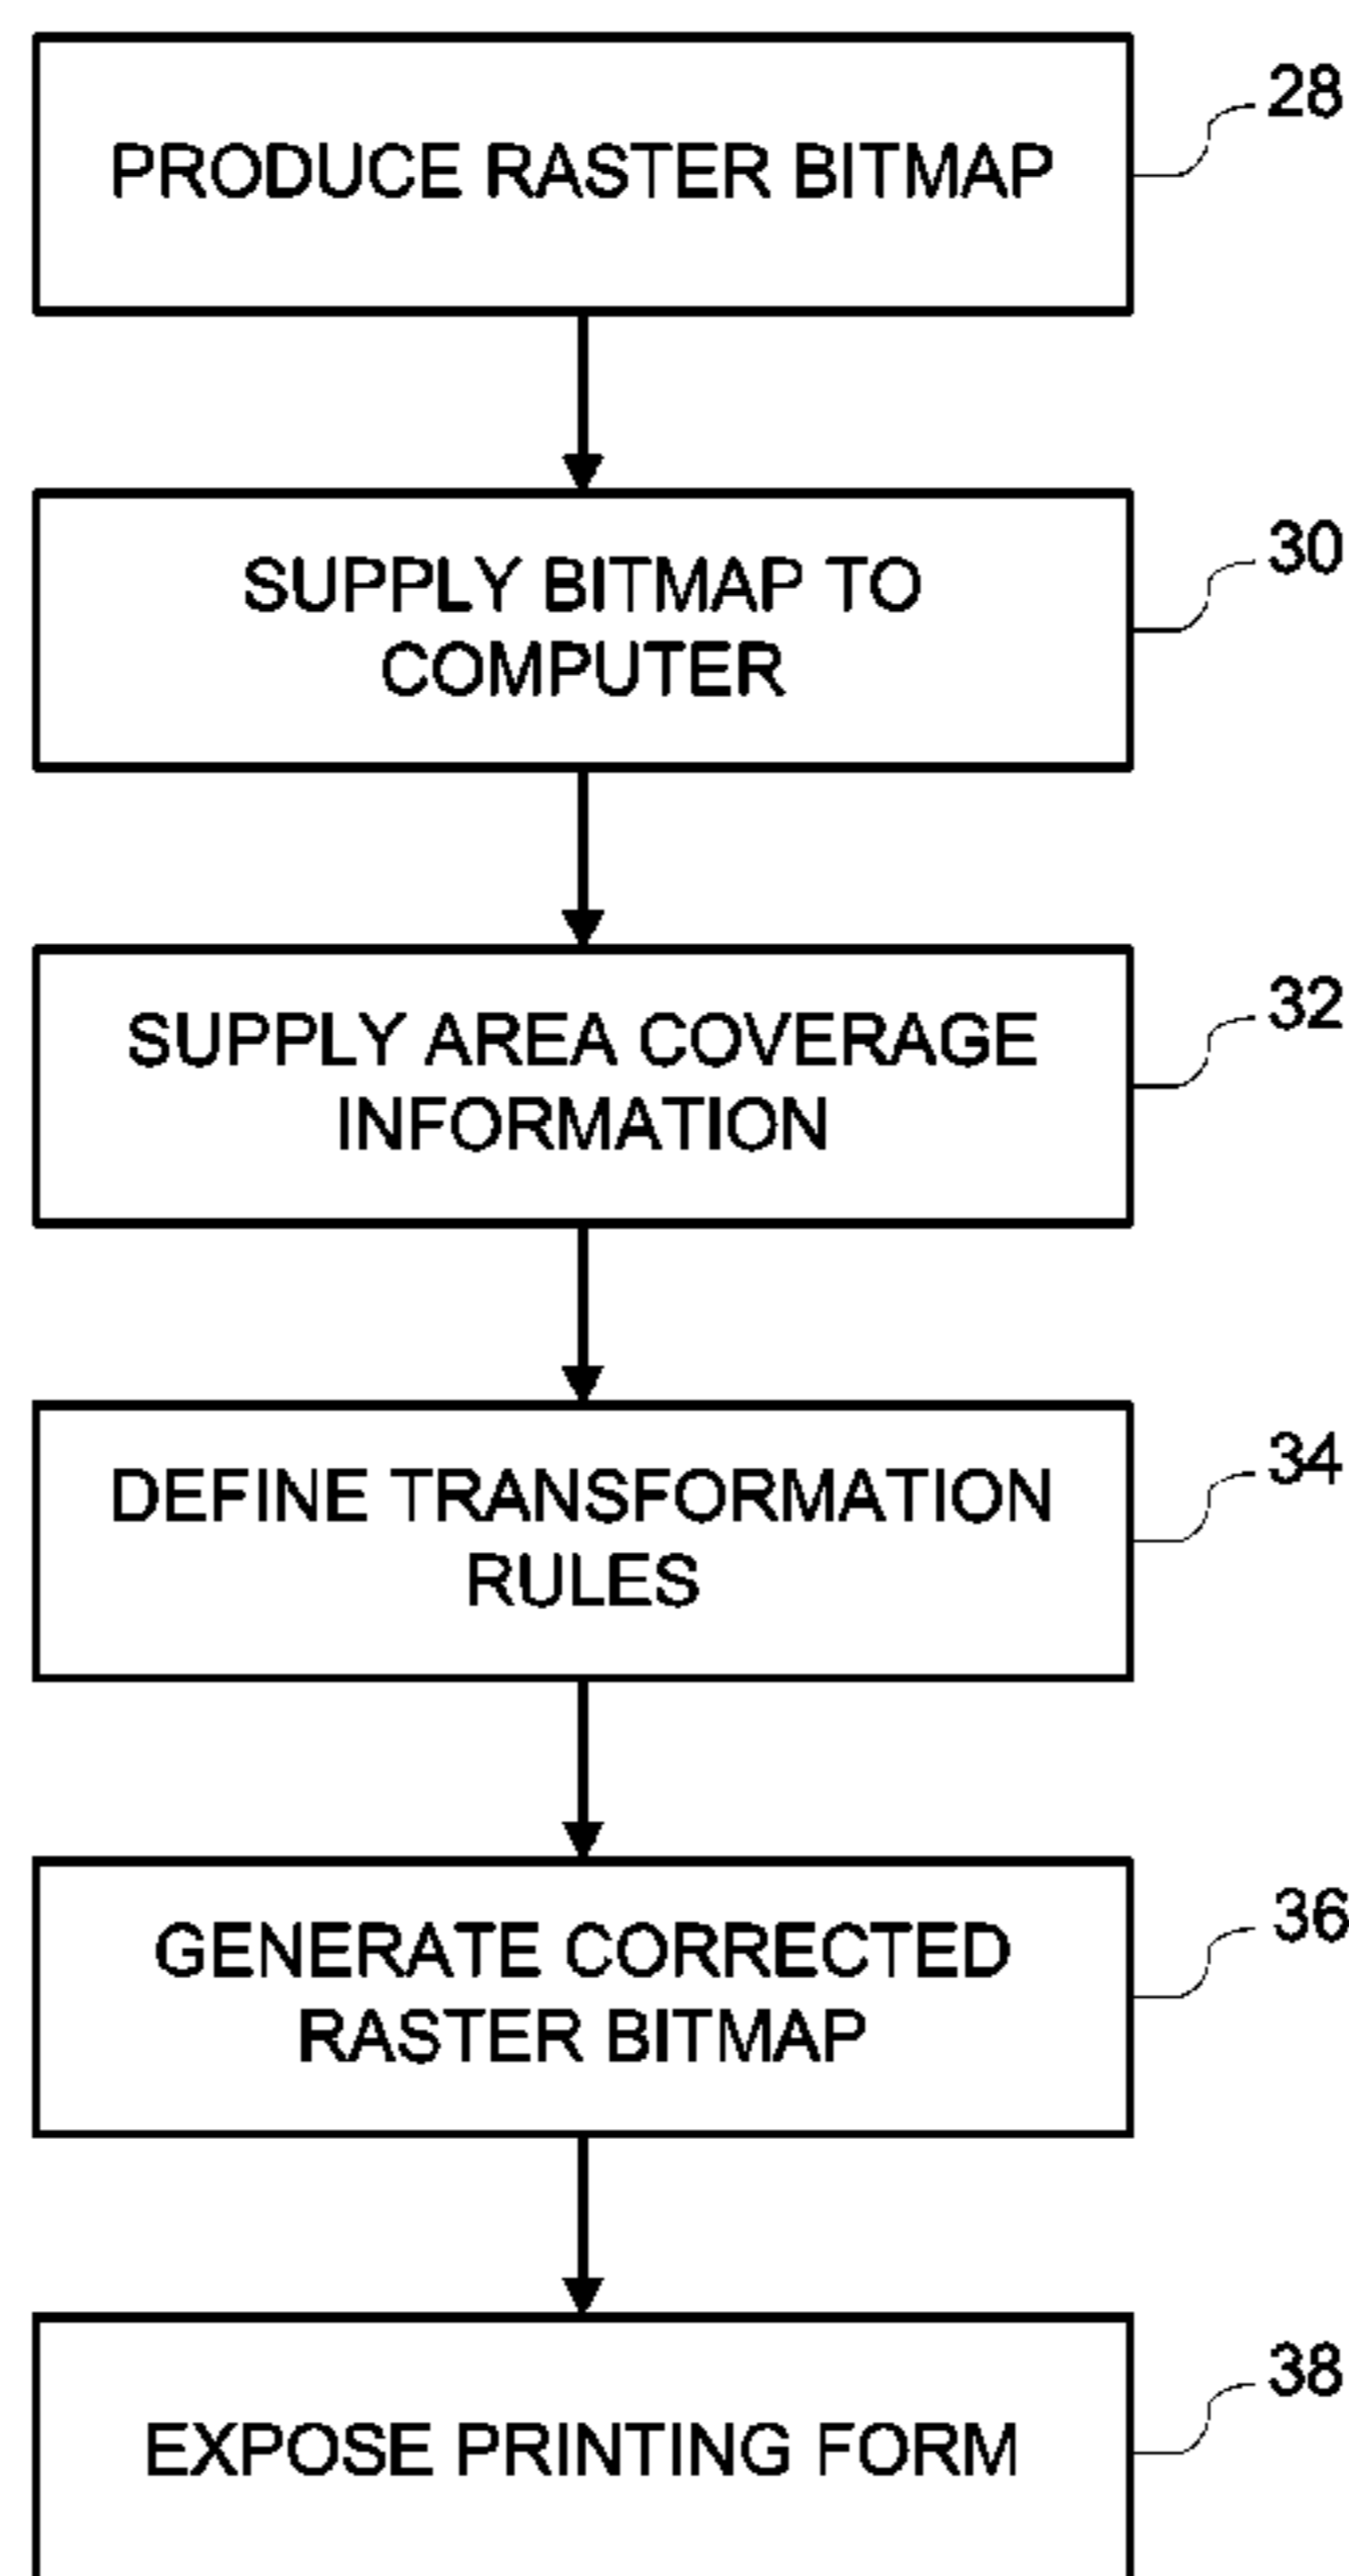 PRODUCE RASTER BITMAP
28
SUPPLY BITMAP TO
COMPUTER
30
SUPPLY AREA COVERAGE
INFORMATION
32
DEFINE TRANSFORMATION
RULES
34
GENERATE CORRECTED
RASTER BITMAP
36
EXPOSE PRINTING FORM
38